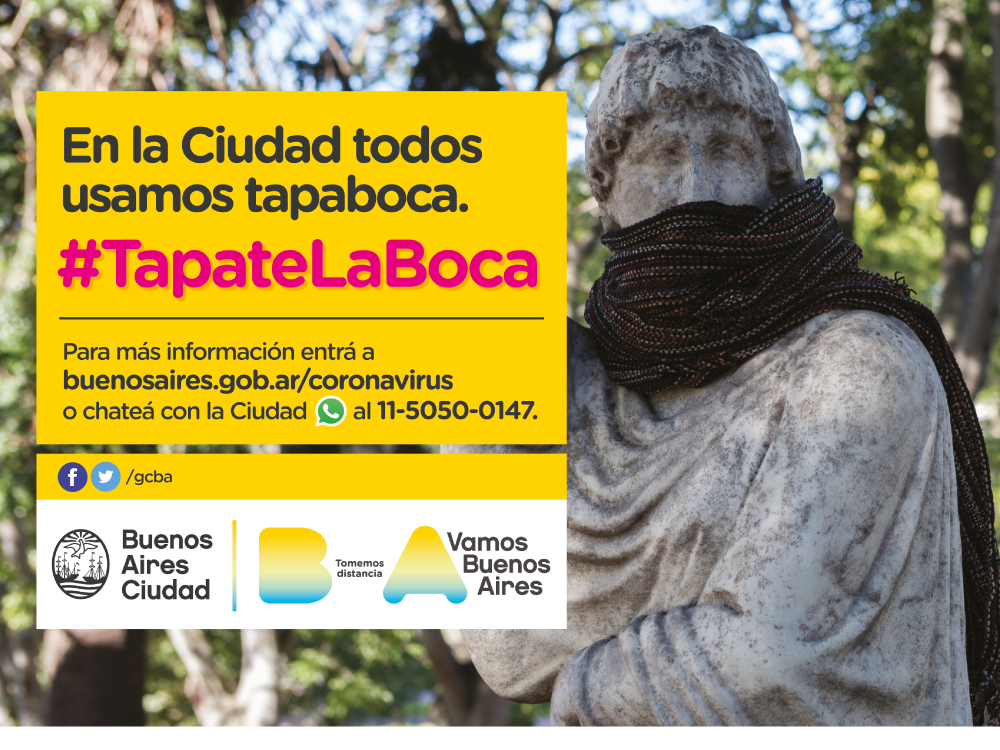 En la Ciudad todos
usamos tapaboca.
#TapateLaBoca
Para más información entrá a
buenosaires.gob.ar/coronavirus
o chateá con la Ciudad al 11-5050-0147.
/gcba
Buenos
Aires
Ciudad
BA
Tomemos
distancia
Vamos
Buenos
Aires